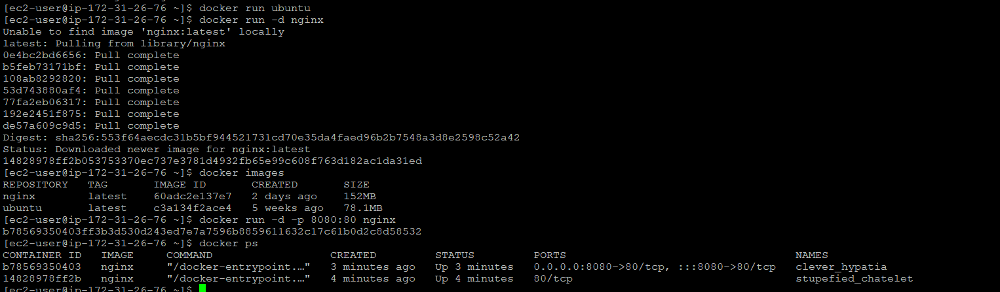 [ec2-user@ip-172-31-26-76 ~]$ docker run ubuntu
[ec2-user@ip-172-31-26-76 ~]$ docker run -d nginx
Unable to find image 'nginx:latest' locally
latest: Pulling from library/nginx
0e4bc2bd6656: Pull complete
b5feb73171bf: Pull complete
108ab8292820: Pull complete
53d743880af4: Pull complete
77fa2eb06317: Pull complete
192e2451f875: Pull complete
de57a609c9d5: Pull complete
Digest: sha256:553f64aecdc31b5bf944521731cd70e35da4faed96b2b7548a3d8e2598c52a42
Status: Downloaded newer image for nginx:latest
14828978ff2b053753370ec737e3781d4932fb65e99c608f763d182ac1da31ed
[ec2-user@ip-172-31-26-76 ~]$ docker images
REPOSITORY   TAG       IMAGE ID       CREATED       SIZE
nginx        latest    60adc2e137e7   2 days ago    152MB
ubuntu       latest    c3a134f2ace4   5 weeks ago   78.1MB
[ec2-user@ip-172-31-26-76 ~]$ docker run -d -p 8080:80 nginx
b78569350403ff3b3d530d243ed7e7a7596b8859611632c17c61b0d2c8d58532
[ec2-user@ip-172-31-26-76 ~]$ docker ps
CONTAINER ID   IMAGE     COMMAND                  CREATED         STATUS         PORTS                                   NAMES
b78569350403   nginx     "/docker-entrypoint.…"   3 minutes ago   Up 3 minutes   0.0.0.0:8080->80/tcp, :::8080->80/tcp   clever_hypatia
14828978ff2b   nginx     "/docker-entrypoint.…"   4 minutes ago   Up 4 minutes   80/tcp                                  stupefied_chatelet
[ec2-user@ip-172-31-26-76 ~]$